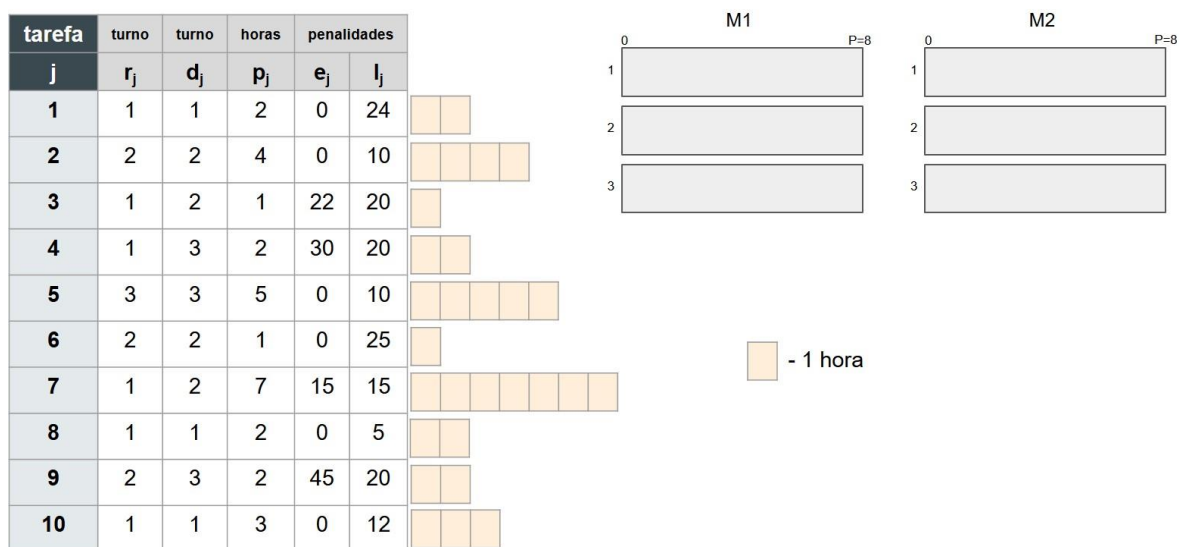 tarefa turno turno horas penalidades
j rj dj pj ej lj
1 1 1 2 0 24
2 2 2 4 0 10
3 1 2 1 22 20
4 1 3 2 30 20
5 3 3 5 0 10
6 2 2 1 0 25
7 1 2 7 15 15
8 1 1 2 0 5
9 2 3 2 45 20
10 1 1 3 0 12
M1
0 P=8
1
2
3
M2
0 P=8
1
2
3
- 1 hora